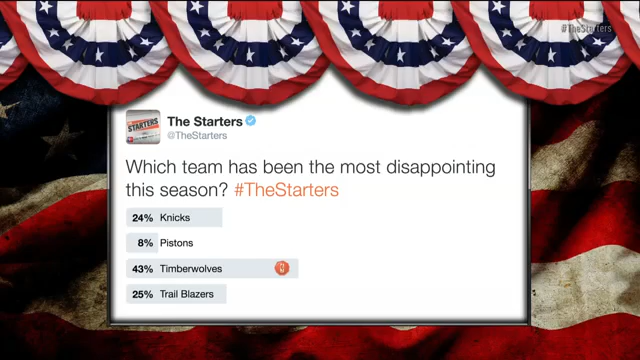 #TheStarters
STARTERS
The Starters
@TheStarters
Which team has been the most disappointing
this season? #TheStarters
24% Knicks
8% Pistons
43% Timberwolves
25% Trail Blazers